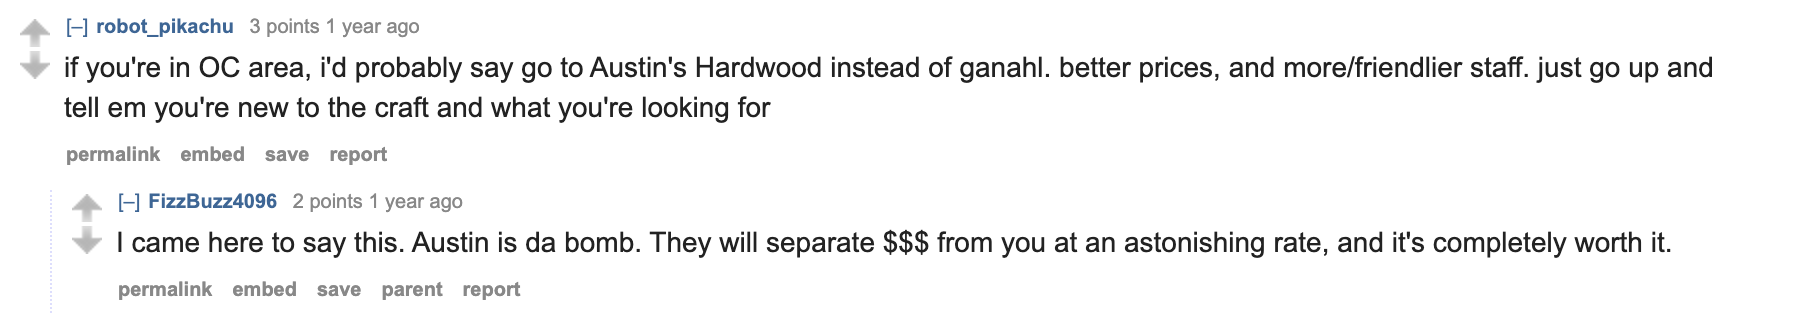 [–] robot_pikachu 3 points 1 year ago
if you're in OC area, i'd probably say go to Austin's Hardwood instead of ganahl. better prices, and more/friendlier staff. just go up and
tell em you're new to the craft and what you're looking for
permalink embed save report
[–] FizzBuzz4096 2 points 1 year ago
I came here to say this. Austin is da bomb. They will separate $$$ from you at an astonishing rate, and it's completely worth it.
permalink embed save parent report